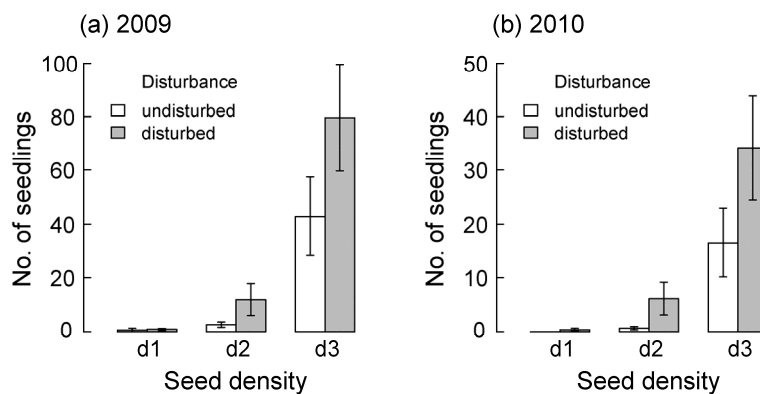 (a) 2009
No. of seedlings
100
80
60
40
20
0
Disturbance
undisturbed
disturbed
d1 d2 d3
Seed density
(b) 2010
No. of seedlings
50
40
30
20
10
0
Disturbance
undisturbed
disturbed
d1 d2 d3
Seed density